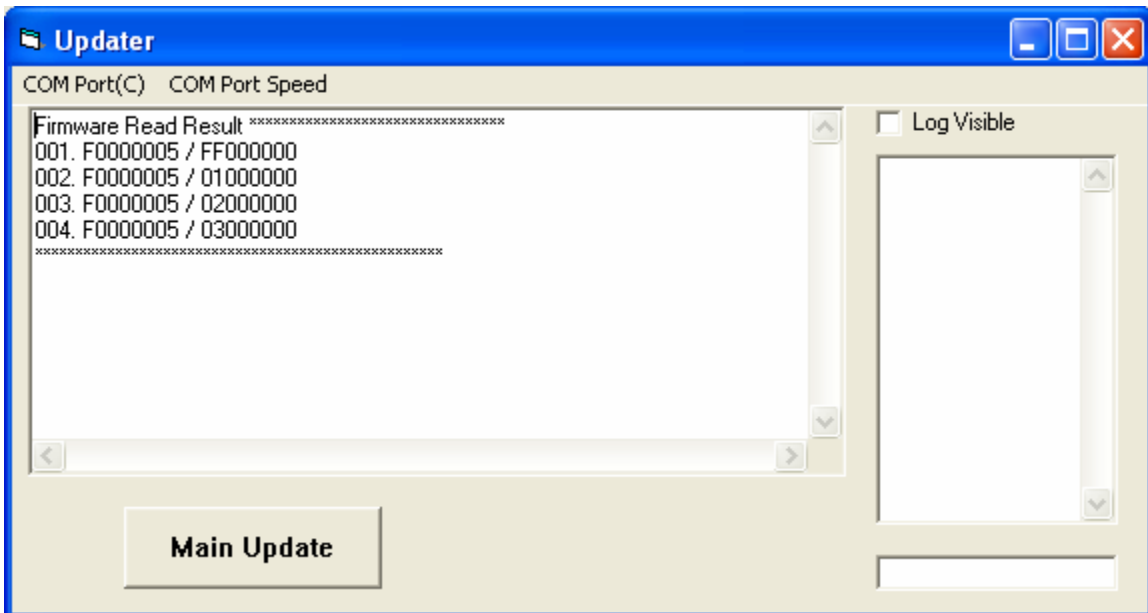 Updater
COM Port(C) COM Port Speed
Firmware Read Result ********************************
001. F0000005 / FF000000
002. F0000005 / 01000000
003. F0000005 / 02000000
004. F0000005 / 03000000
***************************************************
Log Visible
Main Update